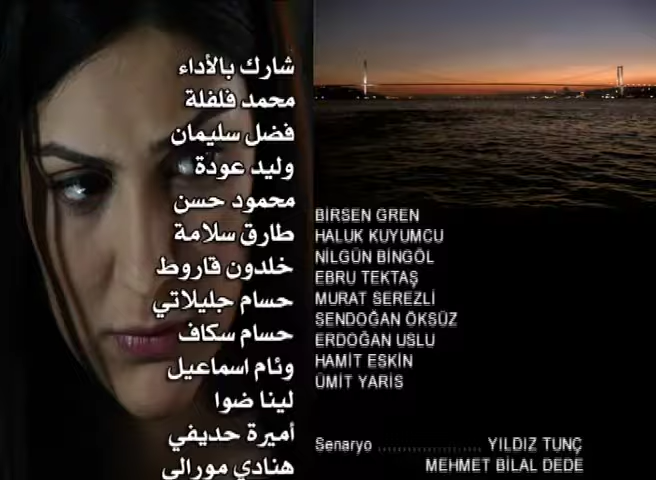 شارك بالأداء
محمد فلفلة
فضل سليمان
وليد عودة
محمود حسن
طارق سلامة
خلدون قاروط
حسام جليلاتي
حسام سكاف
وئام اسماعيل
لينا ضوا
أميرة حديفي
هنادي مورالي
BİRSEN GREN
HALUK KUYUMCU
NİLGÜN BİNGÖL
EBRU TEKTAŞ
MURAT SEREZLİ
SENDOĞAN ÖKSÜZ
ERDOĞAN USLU
HAMİT ESKİN
ÜMİT YARİS
Senaryo ..................... YILDIZ TUNÇ
MEHMET BİLAL DEDE